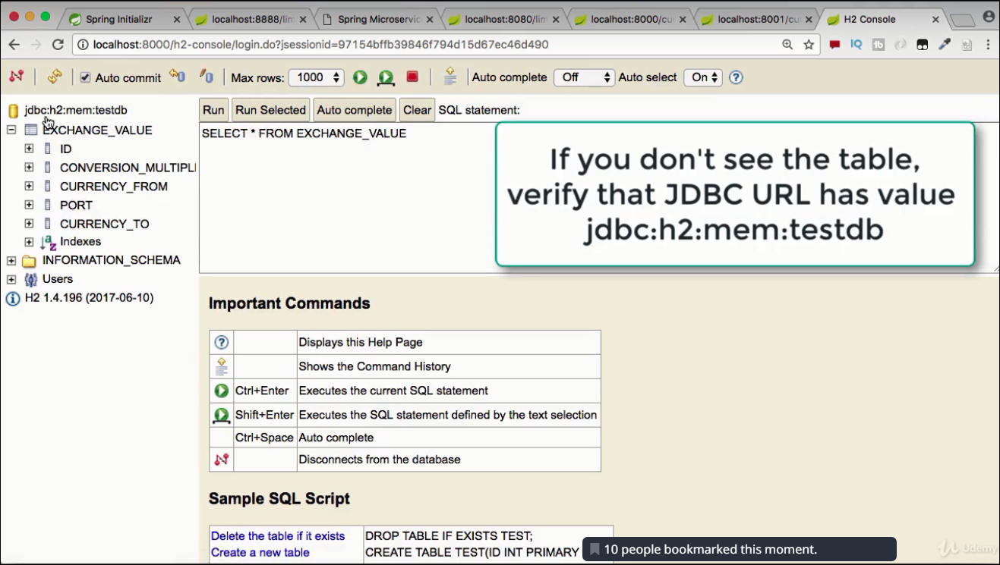 Spring Initializr
localhost:8888/lim
Spring Microservic
localhost:8080/lim
localhost:8000/cu
localhost:8001/cu
H2 Console
localhost:8000/h2-console/login.do?jsessionid=97154bffb39846f794d15d67ec46d490
IQ
Auto commit
Max rows:
1000
Auto complete
Off
Auto select
On
jdbc:h2:mem:testdb
EXCHANGE_VALUE
ID
CONVERSION_MULTIPL
CURRENCY_FROM
PORT
CURRENCY_TO
Indexes
INFORMATION_SCHEMA
Users
H2 1.4.196 (2017-06-10)
Run
Run Selected
Auto complete
Clear
SQL statement:
SELECT * FROM EXCHANGE_VALUE
If you don't see the table,
verify that JDBC URL has value
jdbc:h2:mem:testdb
Important Commands
Displays this Help Page
Shows the Command History
Ctrl+Enter Executes the current SQL statement
Shift+Enter Executes the SQL statement defined by the text selection
Ctrl+Space Auto complete
Disconnects from the database
Sample SQL Script
Delete the table if it exists DROP TABLE IF EXISTS TEST;
Create a new table CREATE TABLE TEST(ID INT PRIMARY
10 people bookmarked this moment.
Udemy